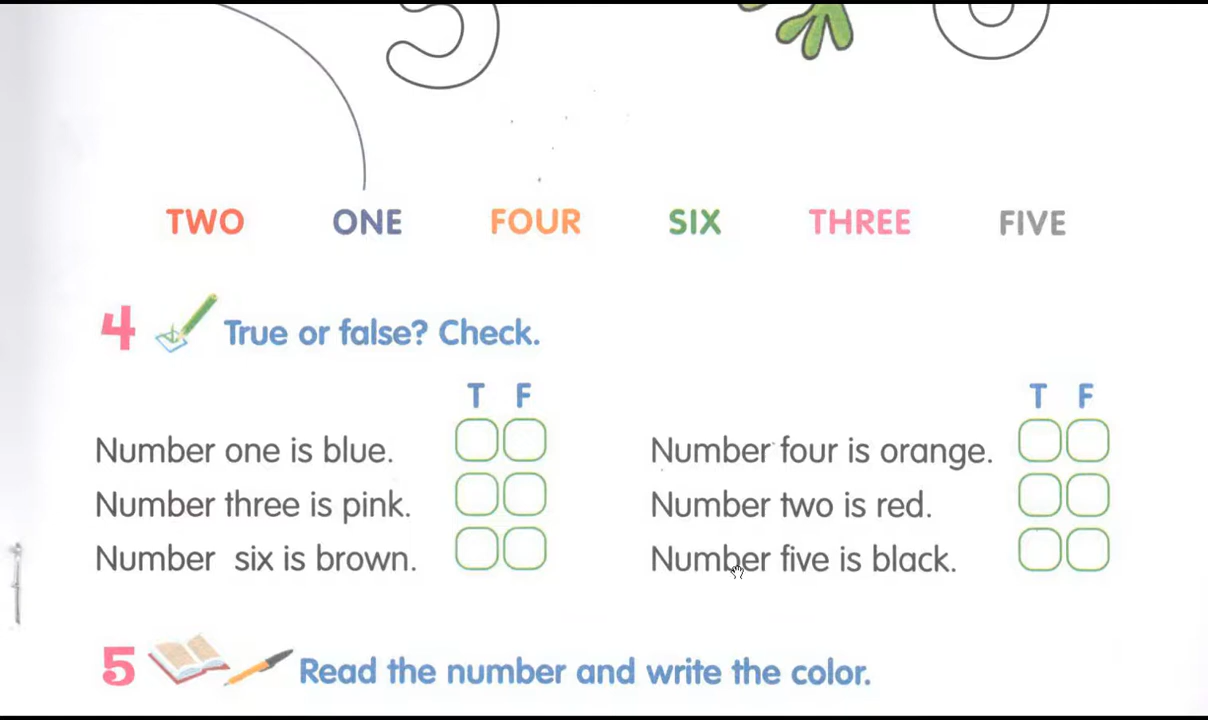 TWO ONE FOUR SIX THREE FIVE
4 True or false? Check.
T F
Number one is blue.
Number three is pink.
Number six is brown.
T F
Number four is orange.
Number two is red.
Number five is black.
5 Read the number and write the color.